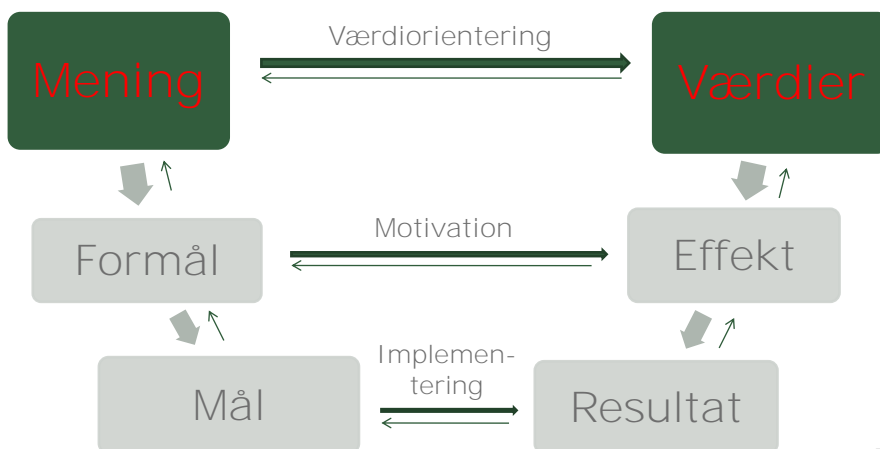 Værdiorientering
Mening
Værdier
Motivation
Formål
Effekt
Implemen-
tering
Mål
Resultat